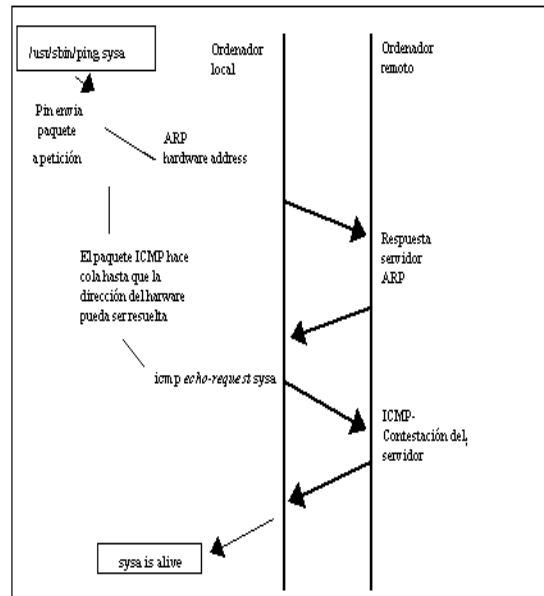 /usr/sbin/ping sysa
Ordenador
local
Ordenador
remoto
Pin envia
paquete
a petición
ARP
hardware address
Respuesta
servidor
ARP
El paquete ICMP hace
cola hasta que la
dirección del harware
pueda ser resuelta
icmp echo-request sysa
ICMP-
Contestación del,
servidor
sysa is alive